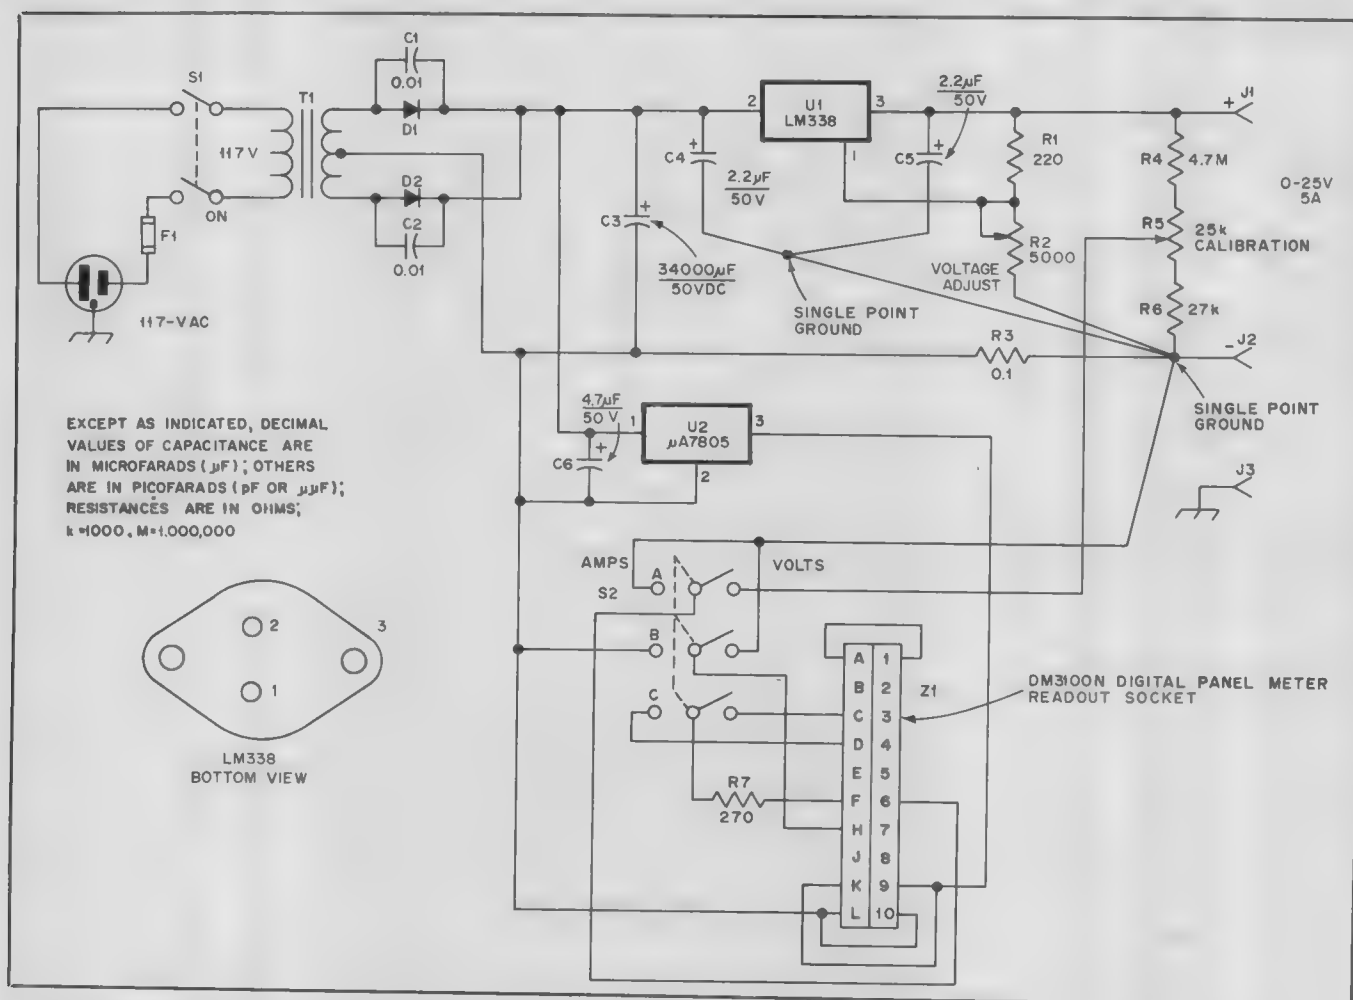 S1
T1
117V
ON
F1
117-VAC
C1
0.01
D1
D2
C2
0.01
2
U1
LM338
3
1
C4
+
2.2µF
50V
C5
+
2.2µF
50V
C3
+
34000µF
50VDC
SINGLE POINT
GROUND
R1
220
R2
5000
VOLTAGE
ADJUST
R4
4.7M
R5
25k
CALIBRATION
R6
27k
+
J1
0-25V
5A
-
J2
R3
0.1
SINGLE POINT
GROUND
J3
EXCEPT AS INDICATED, DECIMAL
VALUES OF CAPACITANCE ARE
IN MICROFARADS (µF); OTHERS
ARE IN PICOFARADS (pF OR µµF);
RESISTANCES ARE IN OHMS;
k=1000, M=1,000,000
4.7µF
50V
C6
+
1
U2
µA7805
3
2
AMPS
S2
VOLTS
A
B
C
R7
270
A 1
B 2
C 3
D 4
E 5
F 6
H 7
J 8
K 9
L 10
Z1
DM3100N DIGITAL PANEL METER
READOUT SOCKET
2
3
1
LM338
BOTTOM VIEW